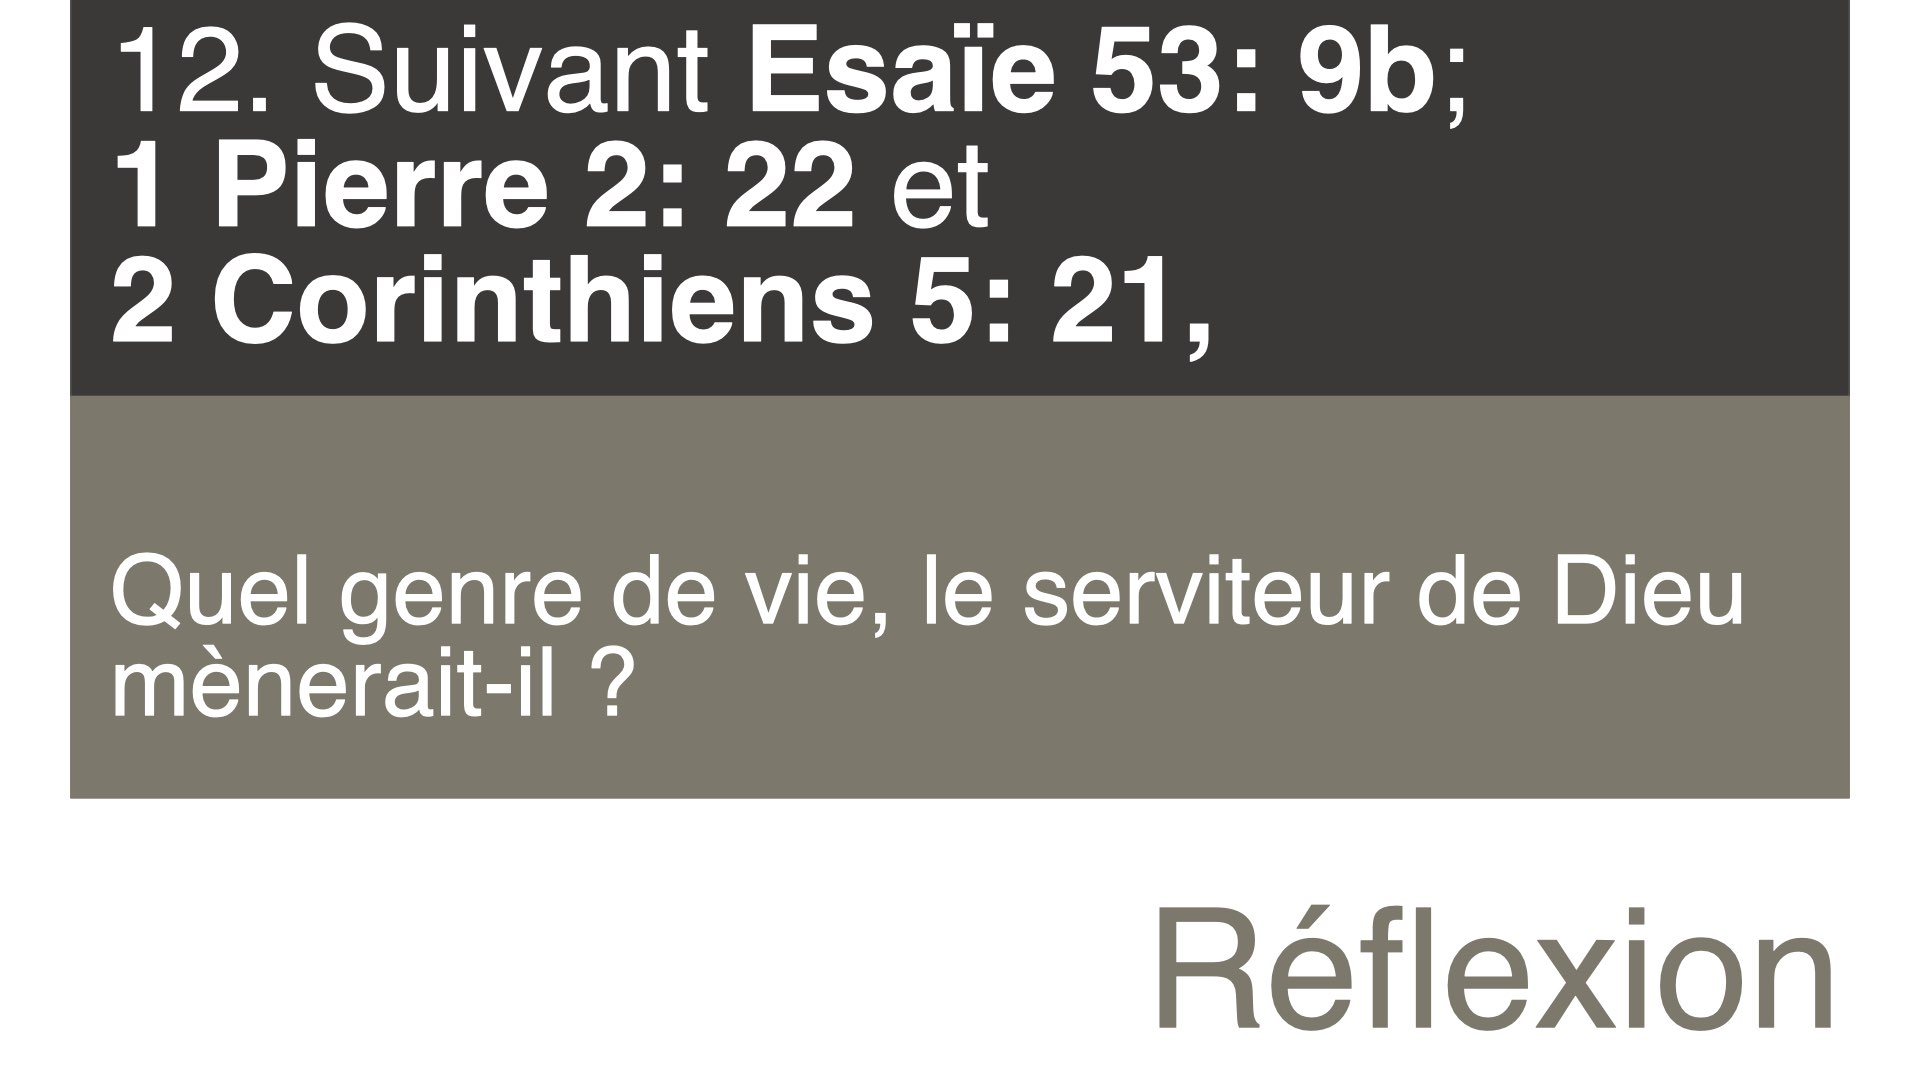 12. Suivant Esaïe 53: 9b;
1 Pierre 2: 22 et
2 Corinthiens 5: 21,
Quel genre de vie, le serviteur de Dieu
mènerait-il ?
Réflexion